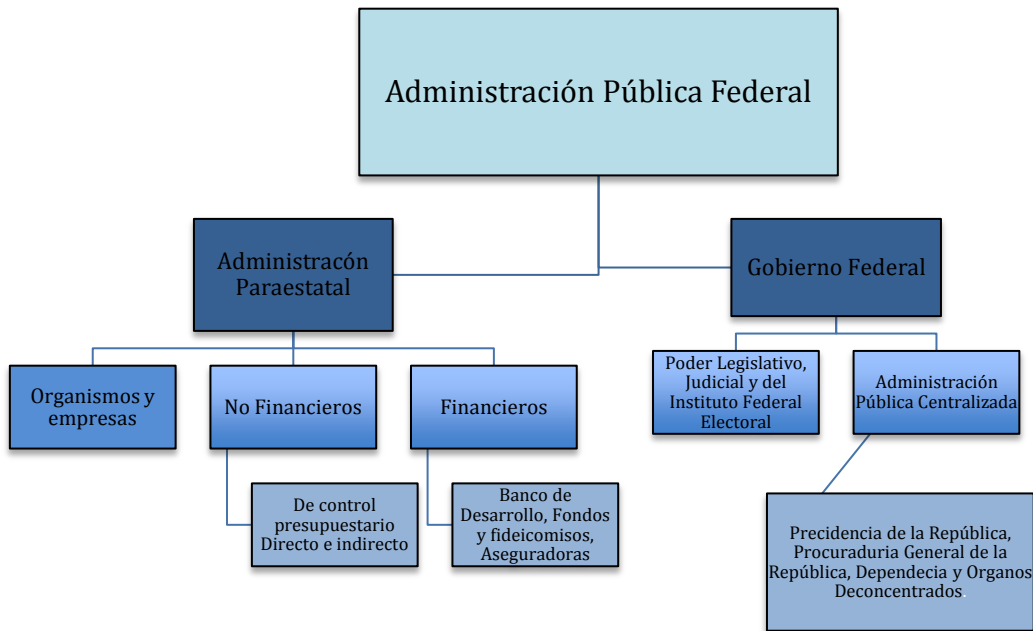 Administración Pública Federal
Administracón
Paraestatal
Gobierno Federal
Organismos y
empresas
No Financieros
Financieros
Poder Legislativo,
Judicial y del
Instituto Federal
Electoral
Administración
Pública Centralizada
De control
presupuestario
Directo e indirecto
Banco de
Desarrollo, Fondos
y fideicomisos,
Aseguradoras
Precidencia de la República,
Procuraduria General de la
República, Dependecia y Organos
Deconcentrados.